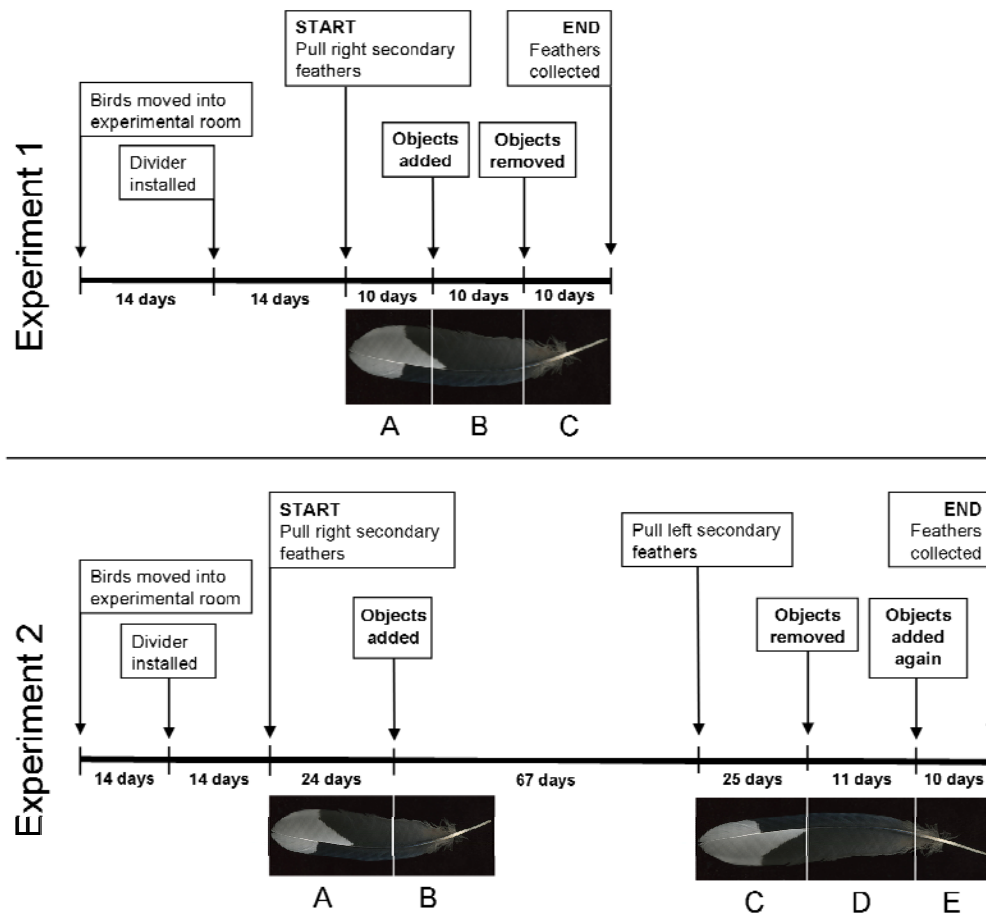 Experiment 1
START
Pull right secondary
feathers
END
Feathers
collected
Birds moved into
experimental room
Divider
installed
Objects
added
Objects
removed
14 days
14 days
10 days
10 days
10 days
A
B
C
Experiment 2
START
Pull right secondary
feathers
Pull left secondary
feathers
END
Feathers
collected
Birds moved into
experimental room
Divider
installed
Objects
added
Objects
removed
Objects
added
again
14 days
14 days
24 days
67 days
25 days
11 days
10 days
A
B
C
D
E